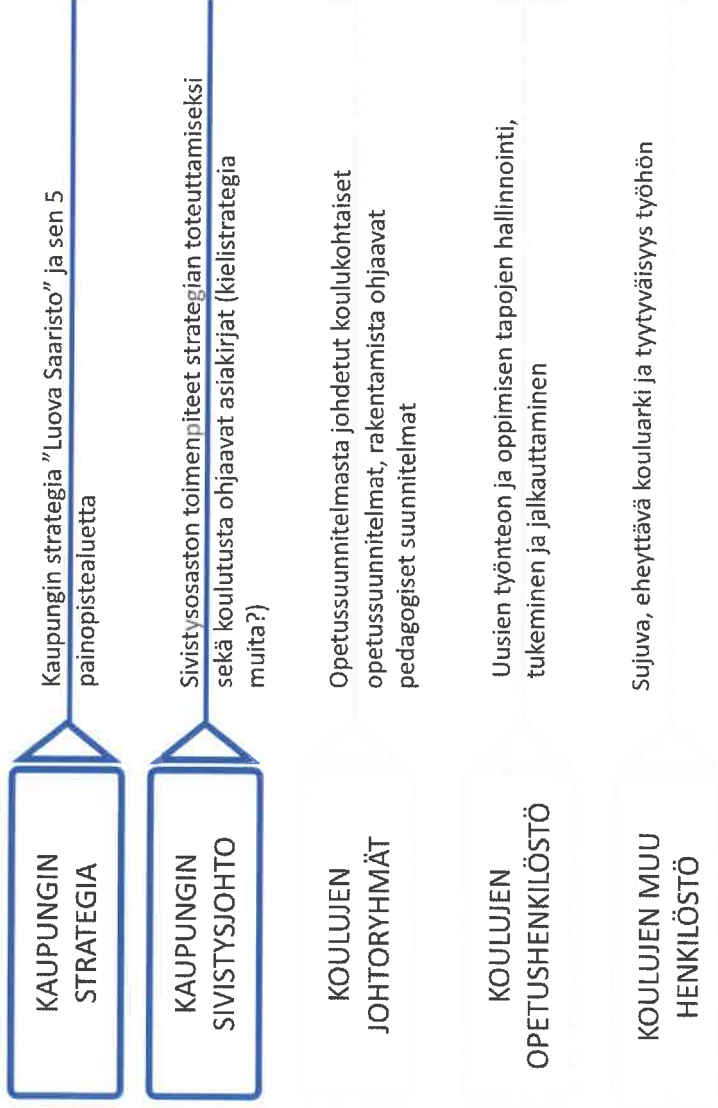 KAUPUNGIN
STRATEGIA
Kaupungin strategia "Luova Saaristo" ja sen 5
painopistealuetta
KAUPUNGIN
SIVISTYSJOHTO
Sivistysosaston toimenpiteet strategian toteuttamiseksi
sekä koulutusta ohjaavat asiakirjat (kielistrategia
muita?)
KOULUJEN
JOHTORYHMÄT
Opetussuunnitelmasta johdetut koulukohtaiset
opetussuunnitelmat, rakentamista ohjaavat
pedagogiset suunnitelmat
KOULUJEN
OPETUSHENKILÖSTÖ
Uusien työnteon ja oppimisen tapojen hallinnointi,
tukeminen ja jalkauttaminen
KOULUJEN MUU
HENKILÖSTÖ
Sujuva, eheyttävä kouluarki ja tyytyväisyys työhön